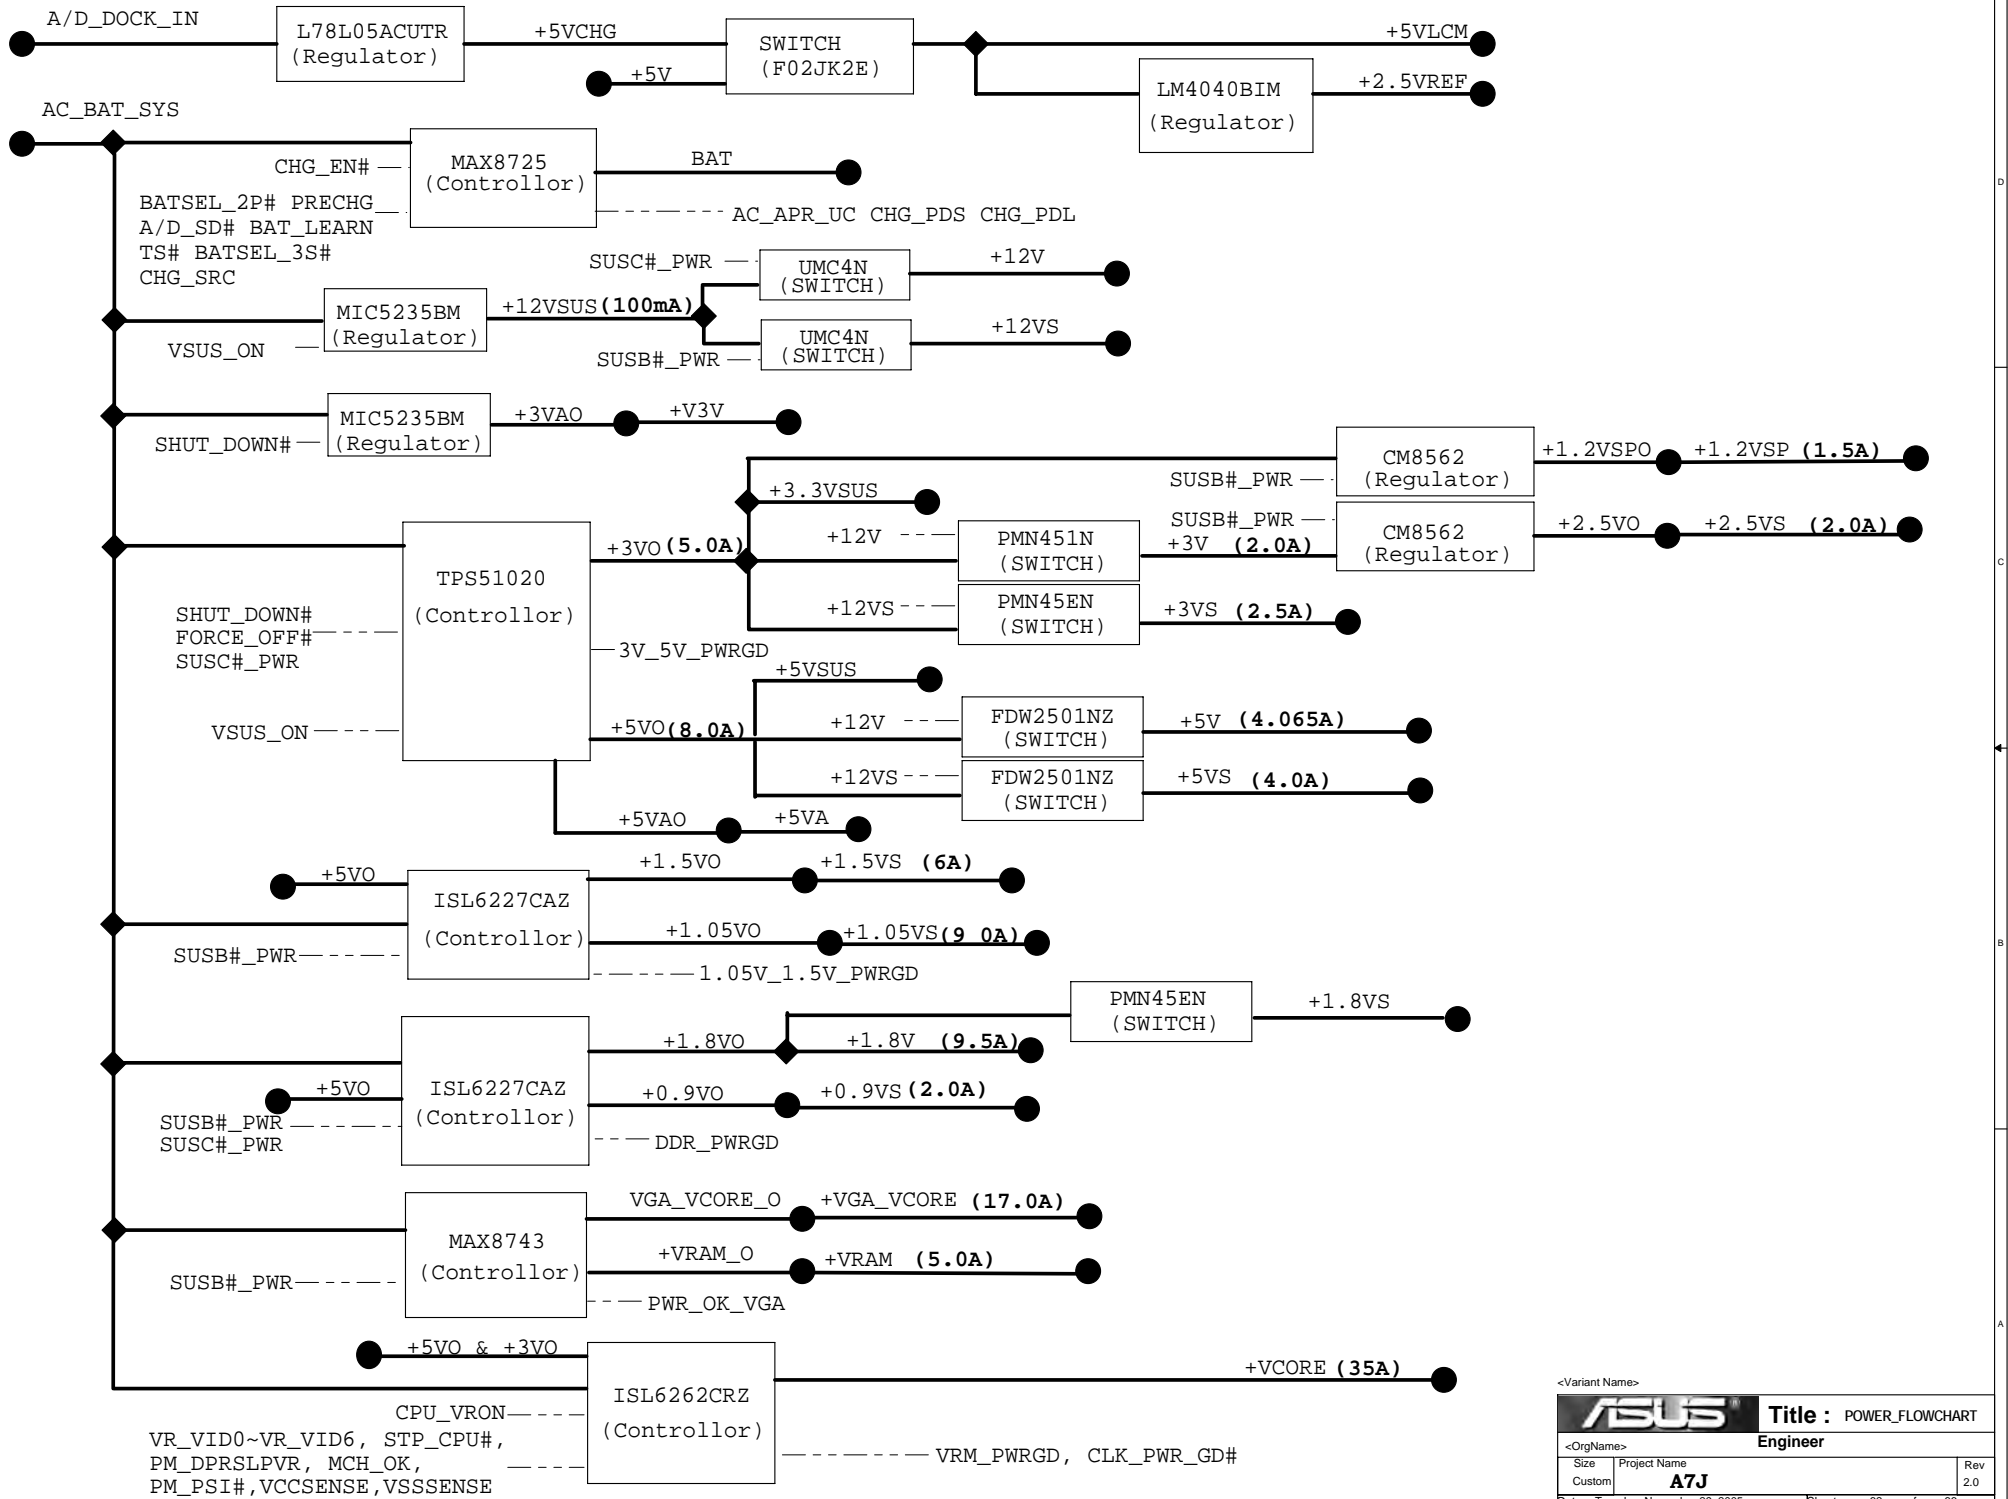 A/D_DOCK_IN
L78L05ACUTR
(Regulator)
+5VCHG
+5V
SWITCH
(F02JK2E)
+5VLCM
LM4040BIM
(Regulator)
+2.5VREF
AC_BAT_SYS
CHG_EN#
MAX8725
(Controllor)
BAT
BATSEL_2P# PRECHG
A/D_SD# BAT_LEARN
TS# BATSEL_3S#
CHG_SRC
AC_APR_UC CHG_PDS CHG_PDL
SUSC#_PWR
UMC4N
(SWITCH)
+12V
MIC5235BM
(Regulator)
+12VSUS (100mA)
VSUS_ON
UMC4N
(SWITCH)
+12VS
SUSB#_PWR
MIC5235BM
(Regulator)
+3VAO
+V3V
SHUT_DOWN#
CM8562
(Regulator)
+1.2VSPO
+1.2VSP (1.5A)
SUSB#_PWR
+3.3VSUS
SUSB#_PWR
CM8562
(Regulator)
+2.5VO
+2.5VS (2.0A)
TPS51020
(Controllor)
+3VO (5.0A)
+12V
PMN451N
(SWITCH)
+3V (2.0A)
+12VS
PMN45EN
(SWITCH)
+3VS (2.5A)
SHUT_DOWN#
FORCE_OFF#
SUSC#_PWR
3V_5V_PWRGD
+5VSUS
VSUS_ON
+5VO (8.0A)
+12V
FDW2501NZ
(SWITCH)
+5V (4.065A)
+12VS
FDW2501NZ
(SWITCH)
+5VS (4.0A)
+5VAO
+5VA
+5VO
ISL6227CAZ
(Controllor)
+1.5VO
+1.5VS (6A)
SUSB#_PWR
+1.05VO
+1.05VS (9 0A)
1.05V_1.5V_PWRGD
PMN45EN
(SWITCH)
+1.8VS
ISL6227CAZ
(Controllor)
+1.8VO
+1.8V (9.5A)
+5VO
+0.9VO
+0.9VS (2.0A)
SUSB#_PWR
SUSC#_PWR
DDR_PWRGD
MAX8743
(Controllor)
VGA_VCORE_O
+VGA_VCORE (17.0A)
+VRAM_O
+VRAM (5.0A)
SUSB#_PWR
PWR_OK_VGA
+5VO & +3VO
ISL6262CRZ
(Controllor)
+VCORE (35A)
CPU_VRON
VR_VID0~VR_VID6, STP_CPU#,
PM_DPRSLPVR, MCH_OK,
PM_PSI#,VCCSENSE,VSSSENSE
VRM_PWRGD, CLK_PWR_GD#
D
C
B
A
<Variant Name>
ASUS ®
Title : POWER_FLOWCHART
<OrgName>
Engineer
Size
Custom
Project Name
A7J
Rev
2.0